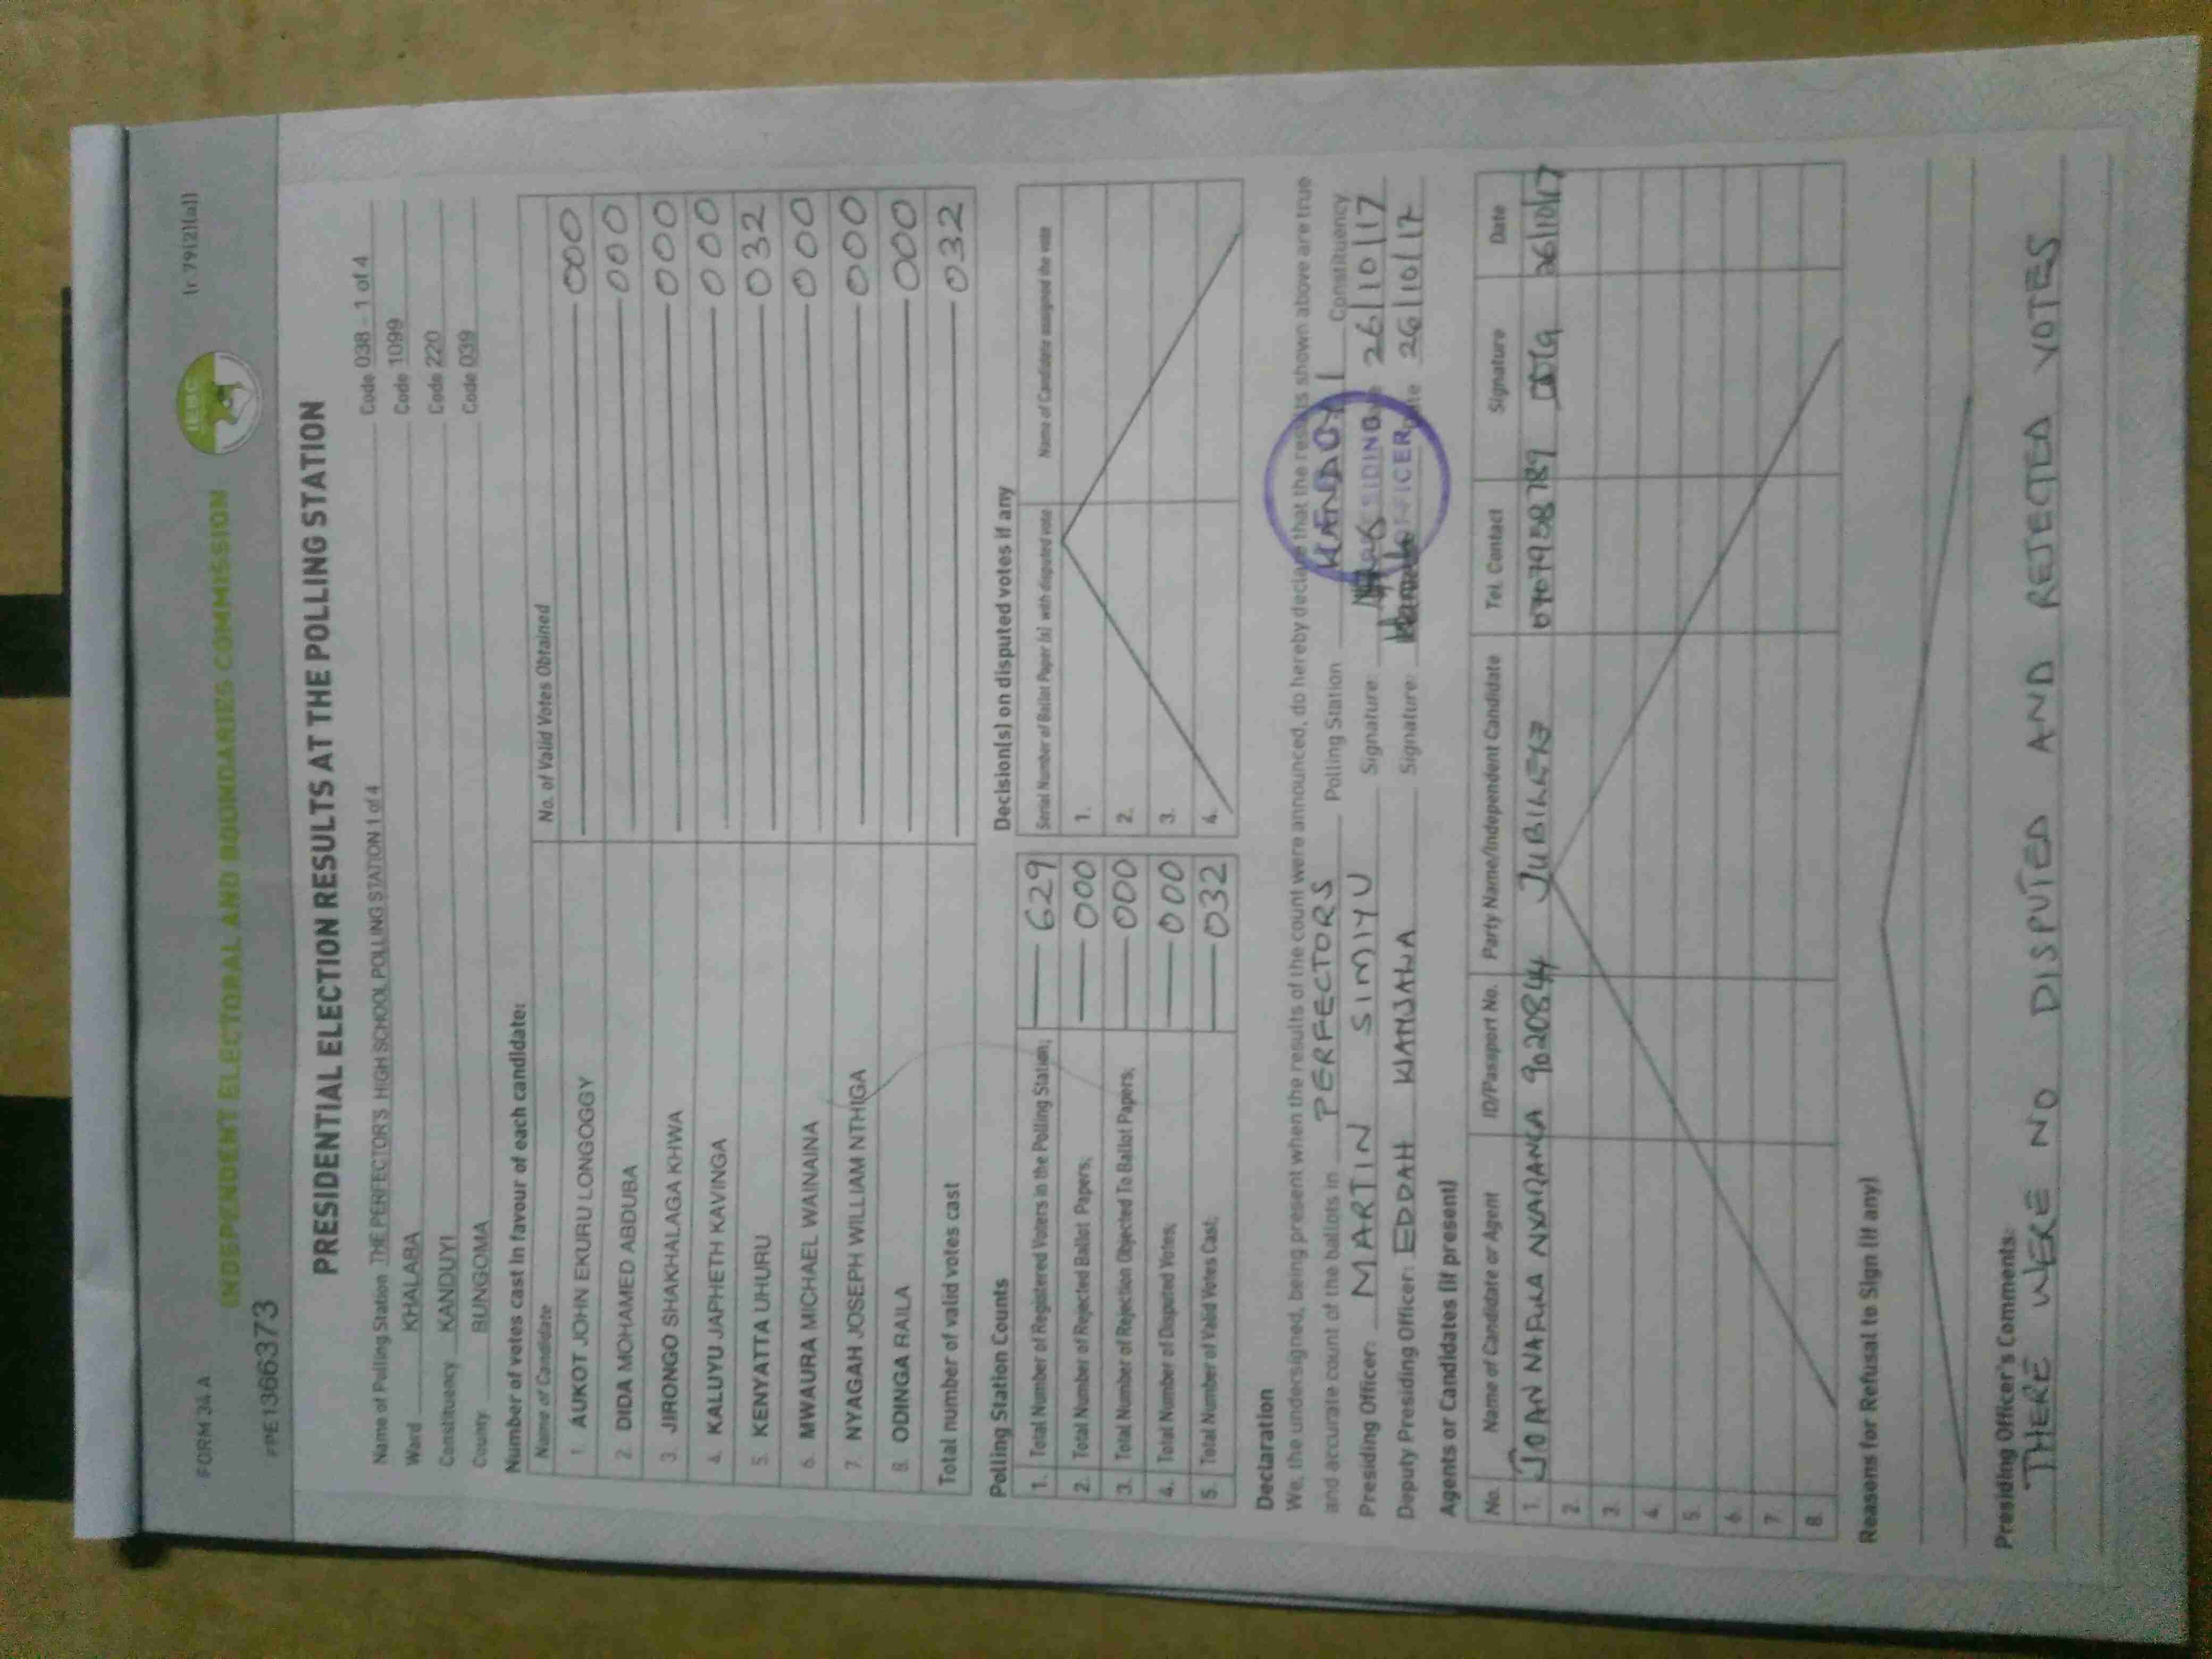 FORM 34 A (r 79(2)(a))
IEBC
INDEPENDENT ELECTORAL AND BOUNDARIES COMMISSION
PRE1366373
PRESIDENTIAL ELECTION RESULTS AT THE POLLING STATION
Name of Polling Station THE PERFECTOR'S HIGH SCHOOL POLLING STATION 1 of 4 Code 038 - 1 of 4
Ward KHALABA Code 1099
Constituency KANDUYI Code 220
County BUNGOMA Code 039
Number of votes cast in favour of each candidate:
Name of Candidate No. of Valid Votes Obtained
1. AUKOT JOHN EKURU LONGOGGY 000
2. DIDA MOHAMED ABDUBA 000
3. JIRONGO SHAKHALAGA KHWA 000
4. KALUYU JAPHETH KAVINGA 000
5. KENYATTA UHURU 032
6. MWAURA MICHAEL WAINAINA 000
7. NYAGAH JOSEPH WILLIAM NTHIGA 000
8. ODINGA RAILA 000
Total number of valid votes cast 032
Polling Station Counts
1. Total Number of Registered Voters in the Polling Station; 629
2. Total Number of Rejected Ballot Papers; 000
3. Total Number of Rejection Objected To Ballot Papers; 000
4. Total Number of Disputed Votes; 000
5. Total Number of Valid Votes Cast; 032
Decision(s) on disputed votes if any
Serial Number of Ballot Paper (s) with disputed vote Name of Candidate assigned the vote
1.
2.
3.
4.
Declaration
We, the undersigned, being present when the results of the count were announced, do hereby declare that the results shown above are true
and accurate count of the ballots in PERFECTORS Polling Station KANDUYI Constituency
Presiding Officer: MARTIN SIMIYU Signature: Date 26/10/17
Deputy Presiding Officer: EDDAH WANJALA Signature: Date 26/10/17
PRESIDING OFFICER
Agents or Candidates (if present)
No. Name of Candidate or Agent ID/Passport No. Party Name/Independent Candidate Tel. Contact Signature Date
1. JOAN NAFULA 9020844 JUBILEE 0707958789 26/10/17
2.
3.
4.
5.
6.
7.
8.
Reasons for Refusal to Sign (if any)
Presiding Officer's Comments:
THERE WERE NO DISPUTED AND REJECTED VOTES